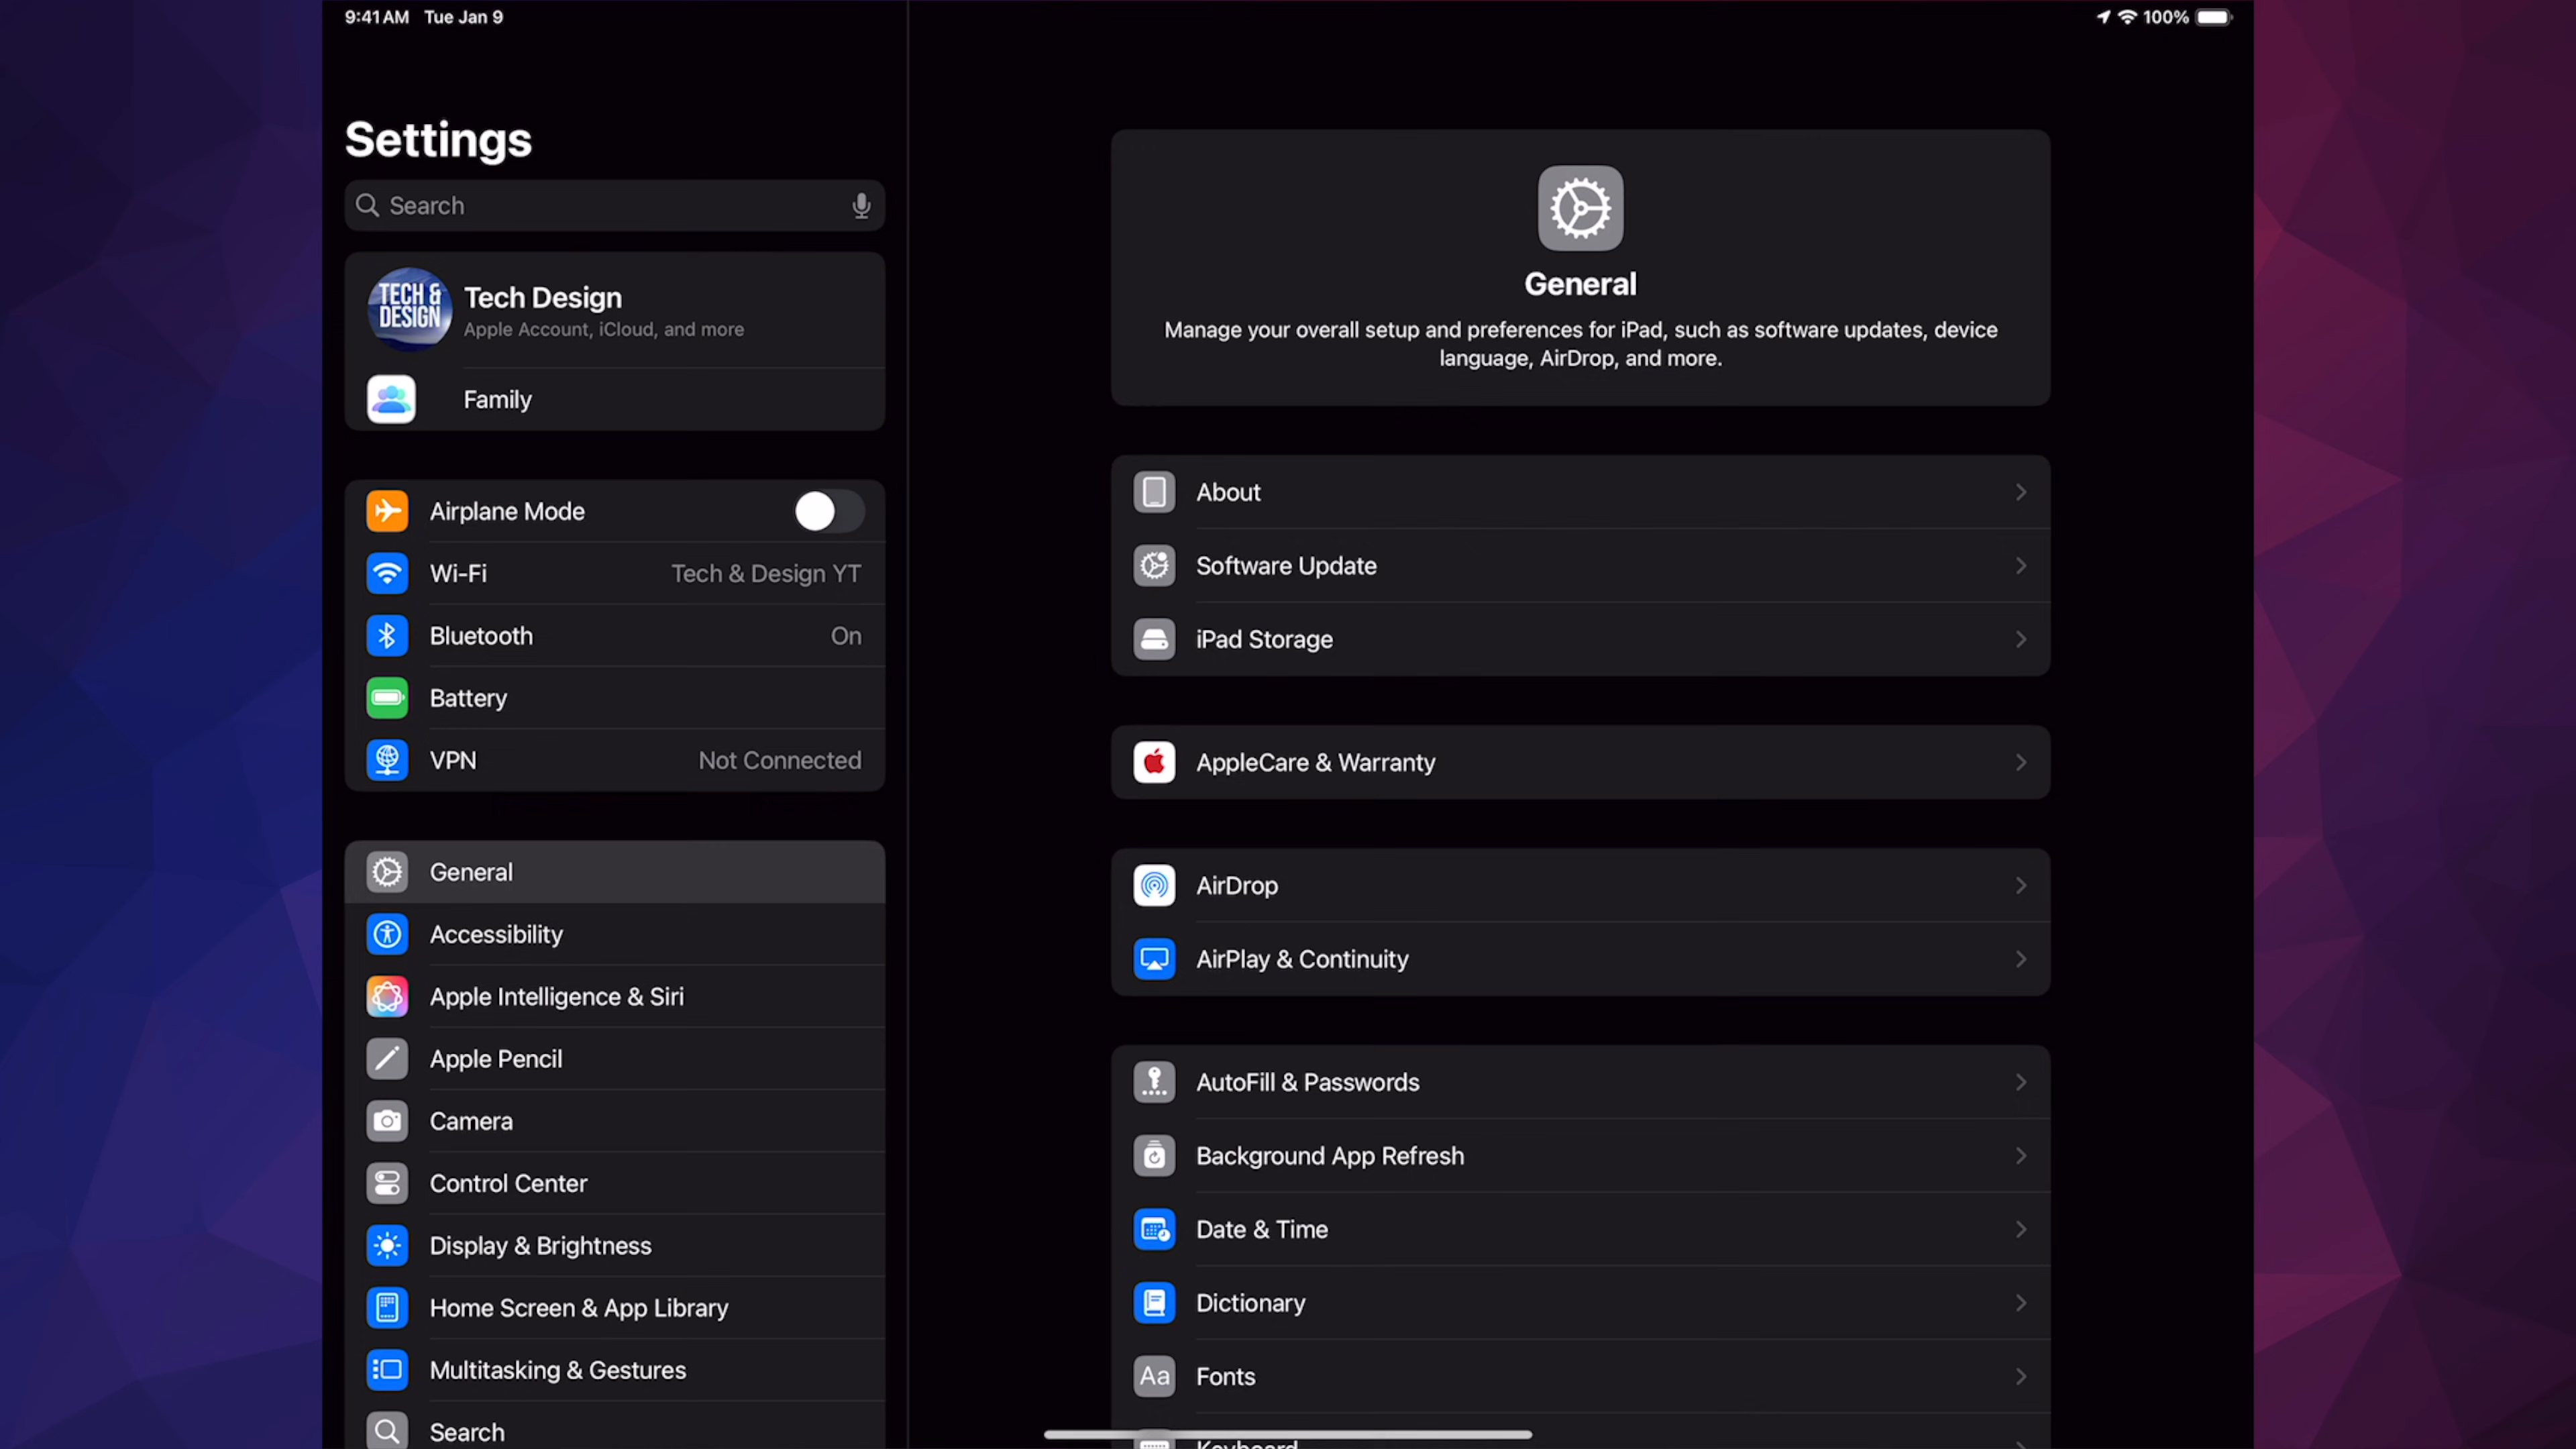 9:41 AM Tue Jan 9
100%
Settings
Search
TECH &
DESIGN
Tech Design
Apple Account, iCloud, and more
Family
Airplane Mode
Wi-Fi Tech & Design YT
Bluetooth On
Battery
VPN Not Connected
General
Accessibility
Apple Intelligence & Siri
Apple Pencil
Camera
Control Center
Display & Brightness
Home Screen & App Library
Multitasking & Gestures
Search
General
Manage your overall setup and preferences for iPad, such as software updates, device
language, AirDrop, and more.
About
Software Update
iPad Storage
AppleCare & Warranty
AirDrop
AirPlay & Continuity
AutoFill & Passwords
Background App Refresh
Date & Time
Dictionary
Aa Fonts
Keyboard